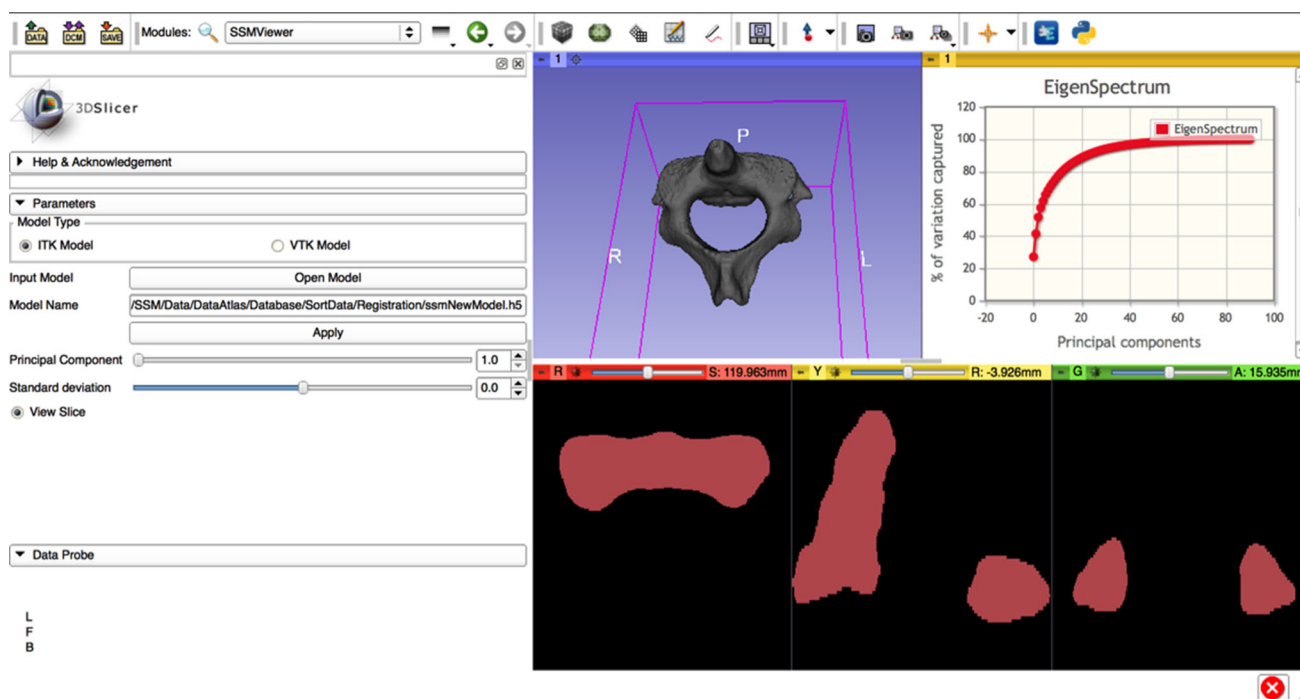 DATA
DCM
SAVE
Modules:
SSMViewer
3DSlicer
Help & Acknowledgement
Parameters
Model Type
ITK Model
VTK Model
Input Model
Open Model
Model Name
/SSM/Data/DataAtlas/Database/SortData/Registration/ssmNewModel.h5
Apply
Principal Component
1.0
Standard deviation
0.0
View Slice
Data Probe
L
F
B
1
P
R
L
1
EigenSpectrum
EigenSpectrum
% of variation captured
120
100
80
60
40
20
0
-20 0 20 40 60 80 100
Principal components
R
S: 119.963mm
Y
R: -3.926mm
G
A: 15.935mm